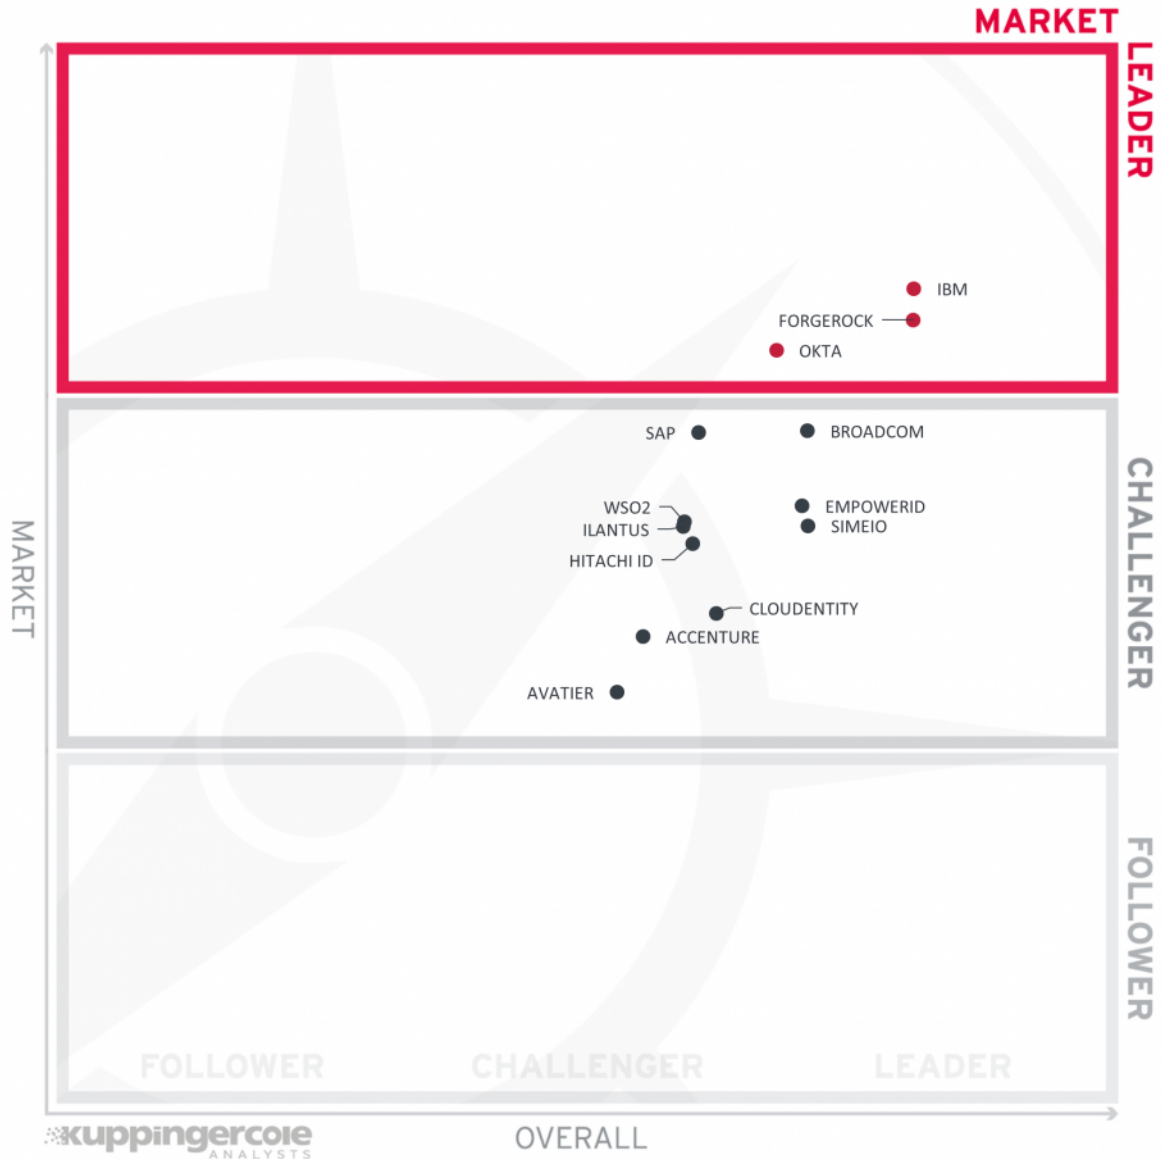 MARKET
LEADER
IBM
FORGEROCK
OKTA
SAP
BROADCOM
WSO2
EMPOWERID
ILANTUS
SIMEIO
HITACHI ID
CHALLENGER
MARKET
CLOUDENTITY
ACCENTURE
AVATIER
FOLLOWER
FOLLOWER CHALLENGER LEADER
kuppingercole
ANALYSTS
OVERALL